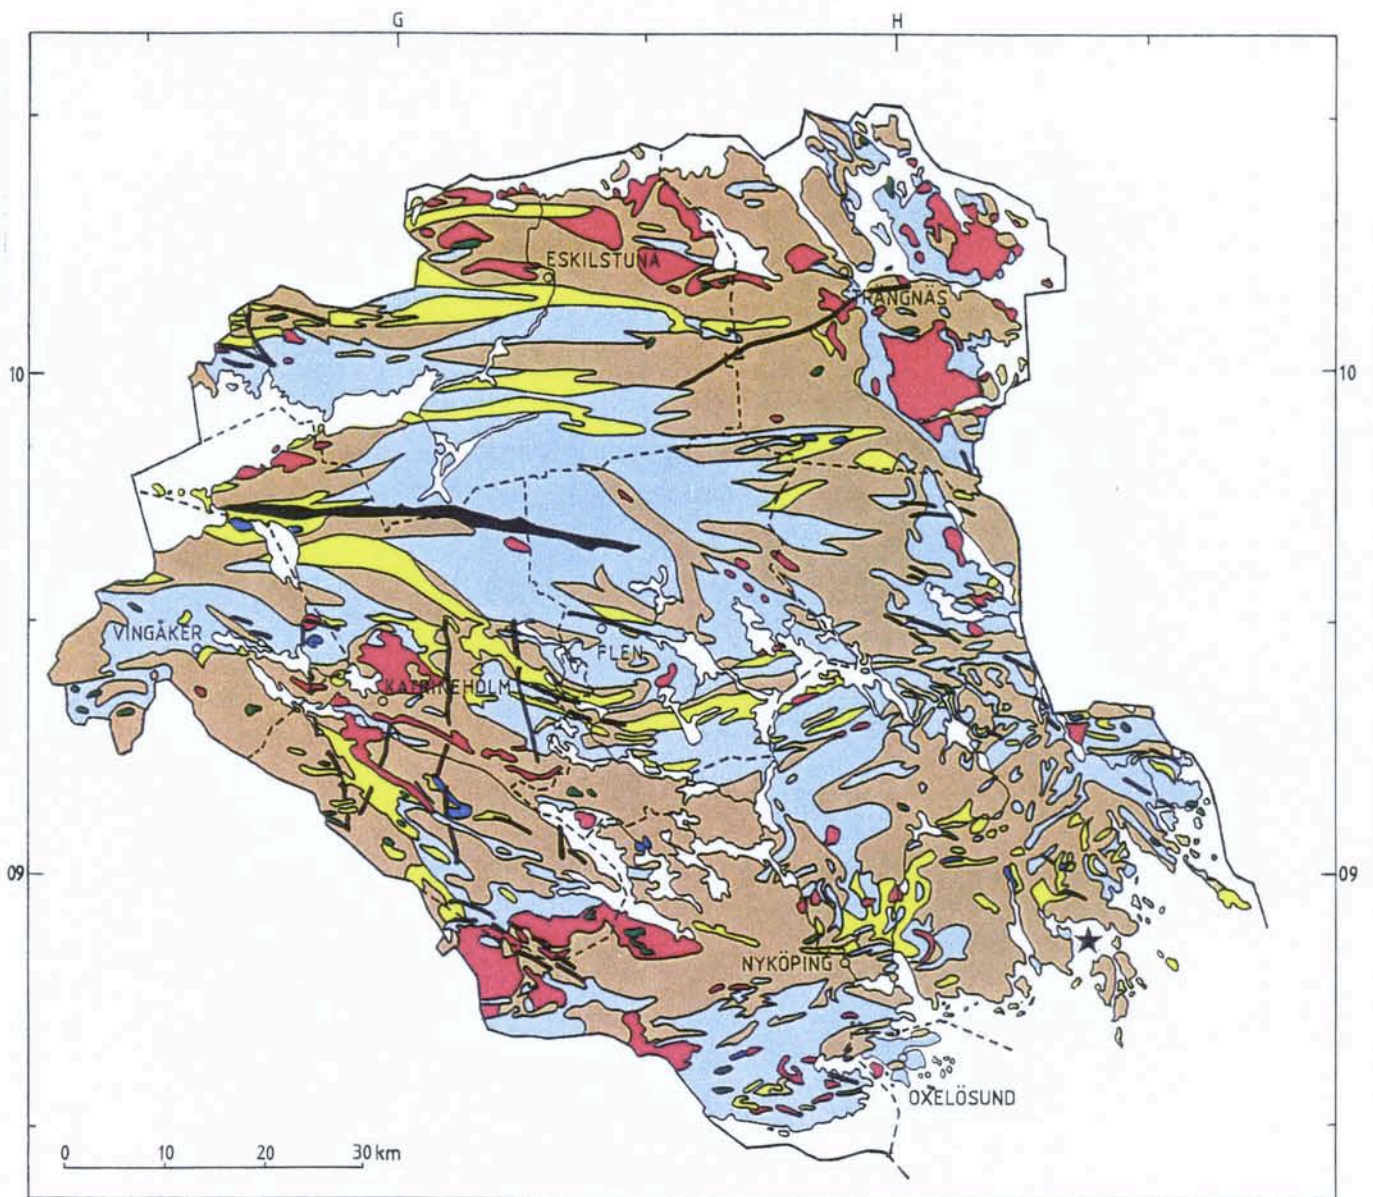 G H
ESKILSTUNA
STRÄNGNÄS
10 10
VINGÅKER
FLEN
KATRINEHOLM
09 09
NYKÖPING
OXELÖSUND
0 10 20 30 km